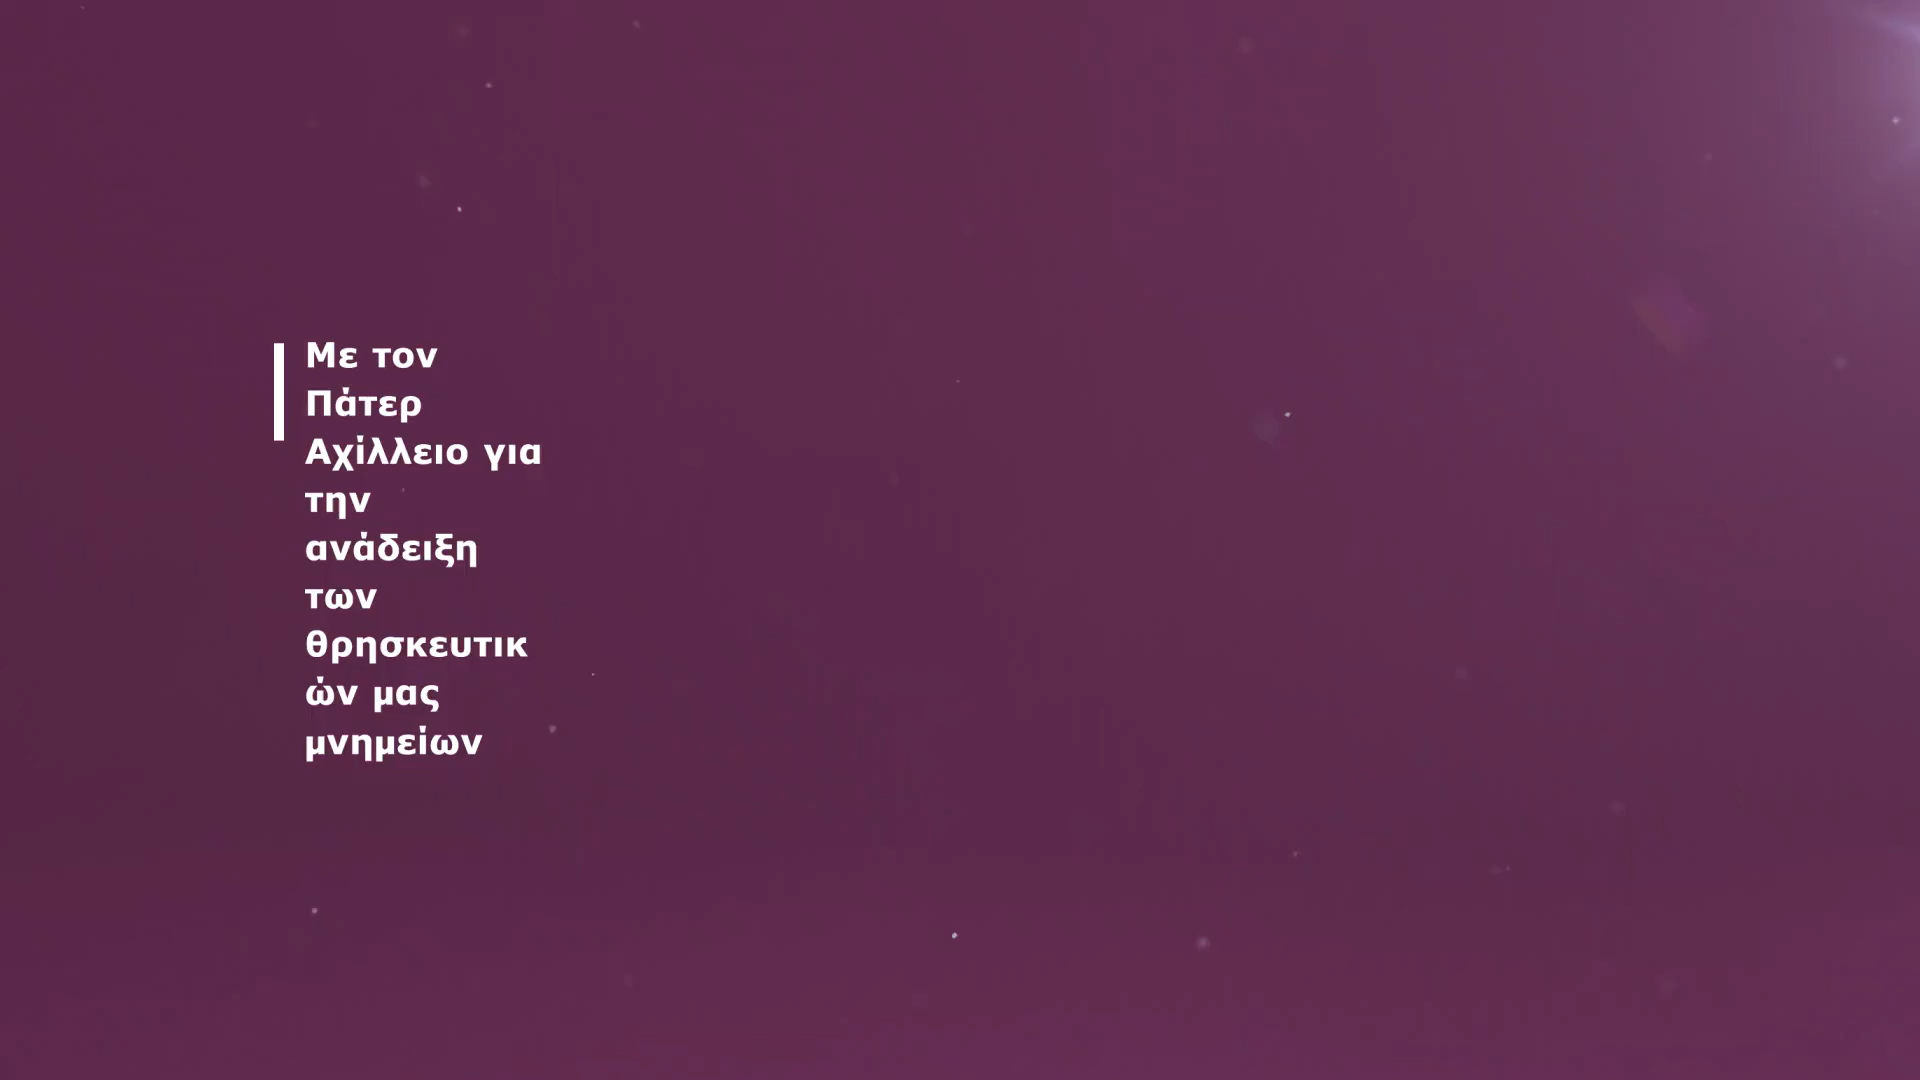 Με τον
Πάτερ
Αχίλλειο για
την
ανάδειξη
των
θρησκευτικ
ών μας
μνημείων